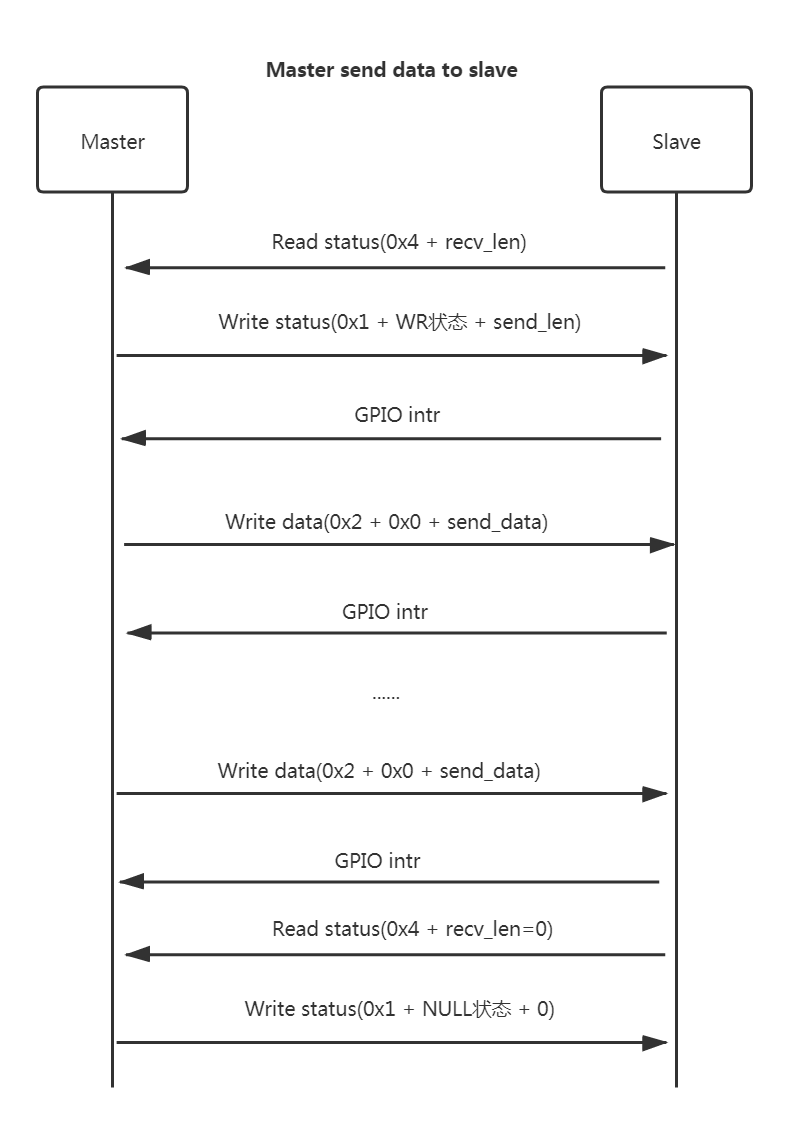 Master send data to slave
Master
Slave
Read status(0x4 + recv_len)
Write status(0x1 + WR状态 + send_len)
GPIO intr
Write data(0x2 + 0x0 + send_data)
GPIO intr
......
Write data(0x2 + 0x0 + send_data)
GPIO intr
Read status(0x4 + recv_len=0)
Write status(0x1 + NULL状态 + 0)